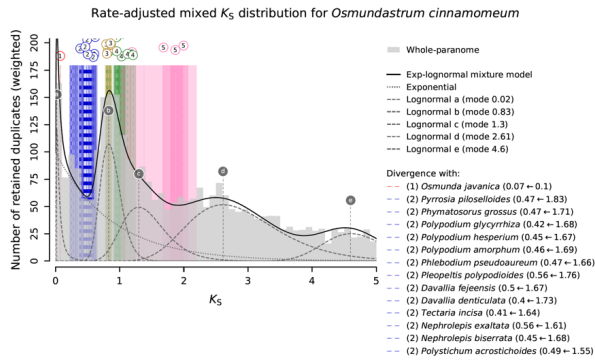 Rate-adjusted mixed KS distribution for Osmundastrum cinnamomeum
Number of retained duplicates (weighted)
200
175
150
125
100
75
50
25
0
0
1
2
3
4
5
KS
1
2
2
2
3
3
4
4
4
5
5
5
a
b
c
d
e
Whole-paranome
Exp-lognormal mixture model
Exponential
Lognormal a (mode 0.02)
Lognormal b (mode 0.83)
Lognormal c (mode 1.3)
Lognormal d (mode 2.61)
Lognormal e (mode 4.6)
Divergence with:
(1) Osmunda javanica (0.07←0.1)
(2) Pyrrosia piloselloides (0.47←1.83)
(2) Phymatosorus grossus (0.47←1.71)
(2) Polypodium glycyrrhiza (0.42←1.68)
(2) Polypodium hesperium (0.45←1.67)
(2) Polypodium amorphum (0.46←1.69)
(2) Phlebodium pseudoaureum (0.47←1.66)
(2) Pleopeltis polypodioides (0.56←1.76)
(2) Davallia fejeensis (0.5←1.67)
(2) Davallia denticulata (0.4←1.73)
(2) Tectaria incisa (0.41←1.64)
(2) Nephrolepis exaltata (0.56←1.61)
(2) Nephrolepis biserrata (0.45←1.68)
(2) Polystichum acrostichoides (0.49←1.55)